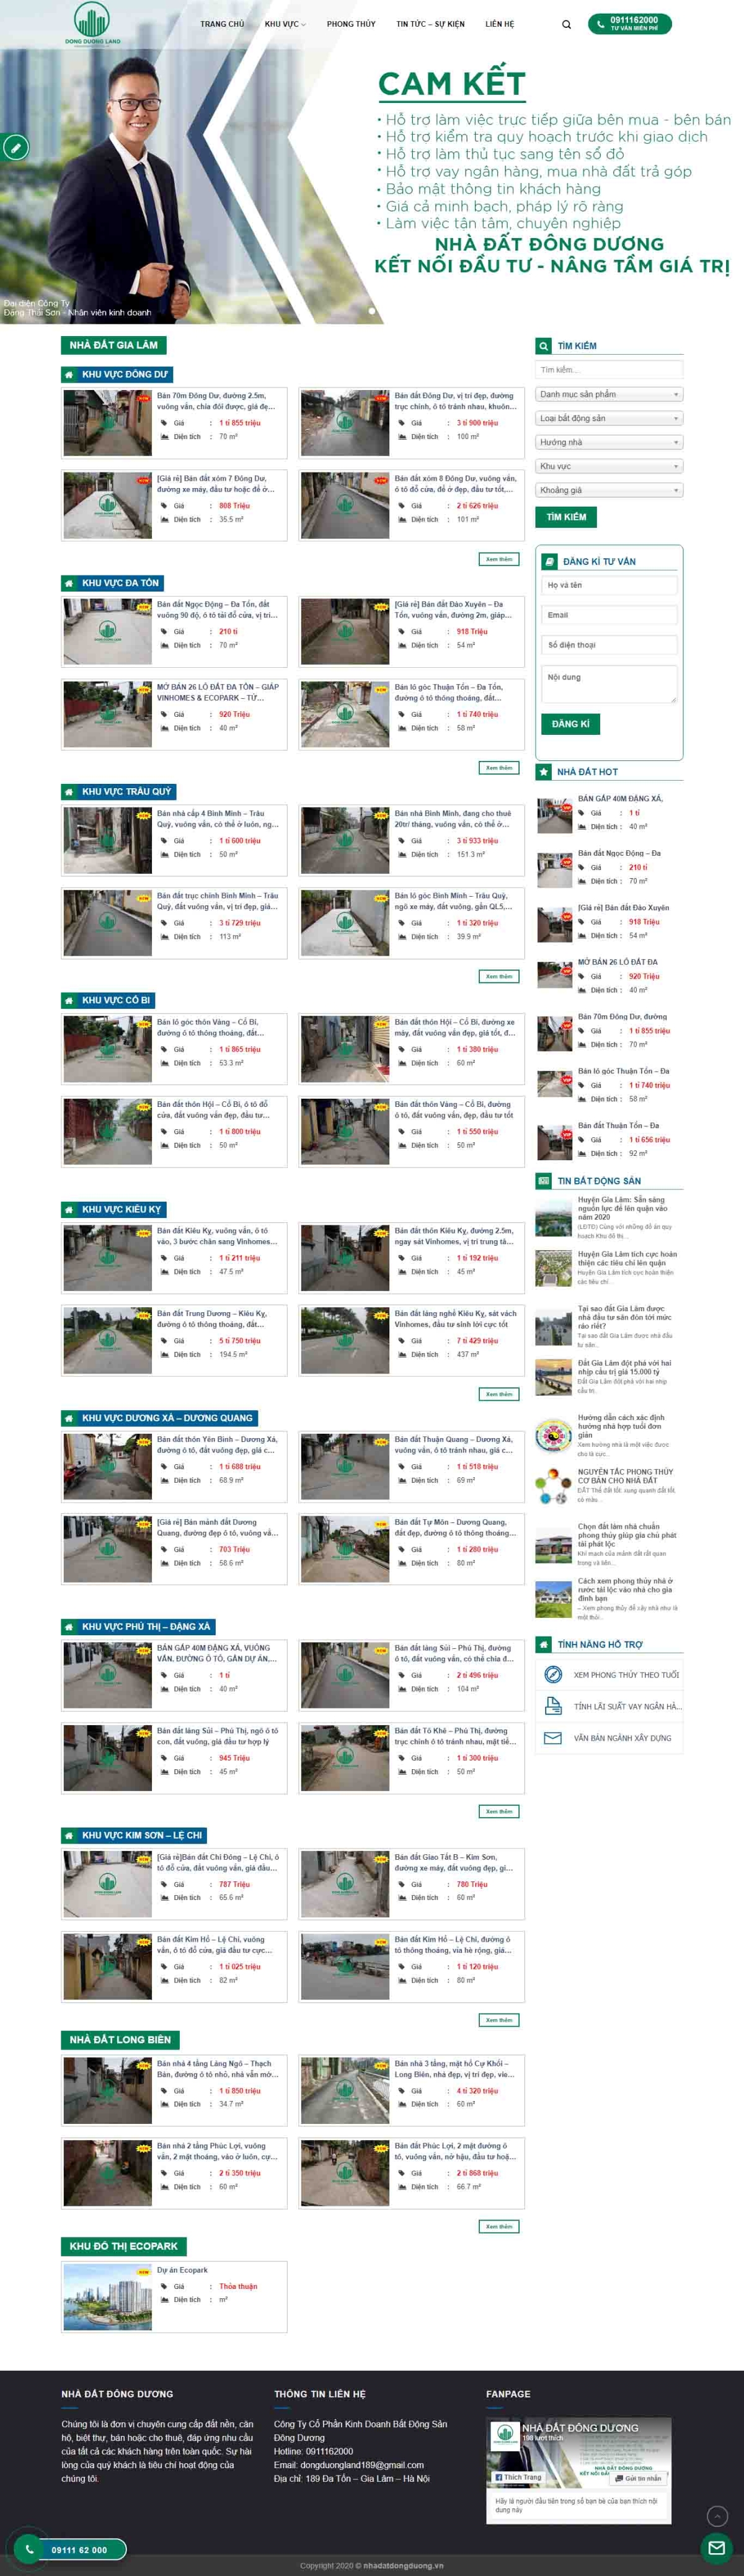 DONG DUONG LAND
TRANG CHỦ
KHU VỰC
PHONG THỦY
TIN TỨC – SỰ KIỆN
LIÊN HỆ
0911162000
TƯ VẤN MIỄN PHÍ
CAM KẾT
• Hỗ trợ làm việc trực tiếp giữa bên mua - bên bán
• Hỗ trợ kiểm tra quy hoạch trước khi giao dịch
• Hỗ trợ làm thủ tục sang tên sổ đỏ
• Hỗ trợ vay ngân hàng, mua nhà đất trả góp
• Bảo mật thông tin khách hàng
• Giá cả minh bạch, pháp lý rõ ràng
• Làm việc tận tâm, chuyên nghiệp
NHÀ ĐẤT ĐÔNG DƯƠNG
KẾT NỐI ĐẦU TƯ - NÂNG TẦM GIÁ TRỊ
Đại diện Công Ty
Đặng Thái Sơn - Nhân viên kinh doanh
NHÀ ĐẤT GIA LÂM
KHU VỰC ĐÔNG DƯ
Bán 70m Đông Dư, đường 2.5m,
vuông vắn, chia đôi được, giá đẹ...
Giá : 1 tỉ 855 triệu
Diện tích : 70 m²
Bán đất Đông Dư, vị trí đẹp, đường
trục chính, ô tô tránh nhau, khuôn...
Giá : 3 tỉ 900 triệu
Diện tích : 100 m²
[Giá rẻ] Bán đất xóm 7 Đông Dư,
đường xe máy, đầu tư hoặc để ở...
Giá : 808 Triệu
Diện tích : 35.5 m²
Bán đất xóm 8 Đông Dư, vuông vắn,
ô tô đỗ cửa, để ở đẹp, đầu tư tốt,...
Giá : 2 tỉ 626 triệu
Diện tích : 101 m²
Xem thêm
KHU VỰC ĐA TỐN
Bán đất Ngọc Động – Đa Tốn, đất
vuông 90 độ, ô tô tải đỗ cửa, vị trí...
Giá : 210 tỉ
Diện tích : 70 m²
[Giá rẻ] Bán đất Đào Xuyên – Đa
Tốn, vuông vắn, đường 2m, giáp...
Giá : 918 Triệu
Diện tích : 54 m²
MỞ BÁN 26 LÔ ĐẤT ĐA TỐN – GIÁP
VINHOMES & ECOPARK – TỪ...
Giá : 920 Triệu
Diện tích : 40 m²
Bán lô góc Thuận Tốn – Đa Tốn,
đường ô tô thông thoáng, đất...
Giá : 1 tỉ 740 triệu
Diện tích : 58 m²
Xem thêm
KHU VỰC TRÂU QUỲ
Bán nhà cấp 4 Bình Minh – Trâu
Quỳ, vuông vắn, có thể ở luôn, ng...
Giá : 1 tỉ 600 triệu
Diện tích : 50 m²
Bán nhà Bình Minh, đang cho thuê
20tr/ tháng, vuông vắn, có thể ở...
Giá : 3 tỉ 933 triệu
Diện tích : 151.3 m²
Bán đất trục chính Bình Minh – Trâu
Quỳ, đất vuông vắn, vị trí đẹp, giá...
Giá : 3 tỉ 729 triệu
Diện tích : 113 m²
Bán lô góc Bình Minh – Trâu Quỳ,
ngõ xe máy, đất vuông, gần QL5,...
Giá : 1 tỉ 320 triệu
Diện tích : 39.9 m²
Xem thêm
KHU VỰC CỔ BI
Bán lô góc thôn Vàng – Cổ Bi,
đường ô tô thông thoáng, đất...
Giá : 1 tỉ 865 triệu
Diện tích : 53.3 m²
Bán đất thôn Hội – Cổ Bi, đường xe
máy, đất vuông vắn đẹp, giá tốt, đ...
Giá : 1 tỉ 380 triệu
Diện tích : 60 m²
Bán đất thôn Hội – Cổ Bi, ô tô đỗ
cửa, đất vuông vắn đẹp, đầu tư...
Giá : 1 tỉ 800 triệu
Diện tích : 50 m²
Bán đất thôn Vàng – Cổ Bi, đường
ô tô, đất vuông vắn, đẹp, đầu tư tốt
Giá : 1 tỉ 550 triệu
Diện tích : 50 m²
KHU VỰC KIÊU KỴ
Bán đất Kiêu Kỵ, vuông vắn, ô tô
vào, 3 bước chân sang Vinhomes...
Giá : 1 tỉ 211 triệu
Diện tích : 47.5 m²
Bán đất thôn Kiêu Kỵ, đường 2.5m,
ngay sát Vinhomes, vị trí trung tâ...
Giá : 1 tỉ 192 triệu
Diện tích : 45 m²
Bán đất Trung Dương – Kiêu Kỵ,
đường ô tô thông thoáng, đất...
Giá : 5 tỉ 750 triệu
Diện tích : 194.5 m²
Bán đất làng nghề Kiêu Kỵ, sát vách
Vinhomes, đầu tư sinh lời cực tốt
Giá : 7 tỉ 429 triệu
Diện tích : 437 m²
Xem thêm
KHU VỰC DƯƠNG XÁ – DƯƠNG QUANG
Bán đất thôn Yên Bình – Dương Xá,
đường ô tô, đất vuông đẹp, giá c...
Giá : 1 tỉ 688 triệu
Diện tích : 68.9 m²
Bán đất Thuận Quang – Dương Xá,
vuông vắn, ô tô tránh nhau, giá c...
Giá : 1 tỉ 518 triệu
Diện tích : 69 m²
[Giá rẻ] Bán mảnh đất Dương
Quang, đường đẹp ô tô, vuông vắ...
Giá : 703 Triệu
Diện tích : 58.6 m²
Bán đất Tự Môn – Dương Quang,
đất đẹp, đường ô tô thông thoáng...
Giá : 1 tỉ 280 triệu
Diện tích : 80 m²
KHU VỰC PHÚ THỊ – ĐẶNG XÁ
BÁN GẤP 40M ĐẶNG XÁ, VUÔNG
VẮN, ĐƯỜNG Ô TÔ, GẦN DỰ ÁN,...
Giá : 1 tỉ
Diện tích : 40 m²
Bán đất làng Sủi – Phú Thị, đường
ô tô, đất vuông vắn, có thể chia đ...
Giá : 2 tỉ 496 triệu
Diện tích : 104 m²
Bán đất làng Sủi – Phú Thị, ngõ ô tô
con, đất vuông, giá đầu tư hợp lý
Giá : 945 Triệu
Diện tích : 45 m²
Bán đất Tô Khê – Phú Thị, đường
trục chính ô tô tránh nhau, mặt tiề...
Giá : 1 tỉ 300 triệu
Diện tích : 50 m²
Xem thêm
KHU VỰC KIM SƠN – LỆ CHI
[Giá rẻ]Bán đất Chi Đông – Lệ Chi, ô
tô đỗ cửa, đất vuông vắn, giá đầu...
Giá : 787 Triệu
Diện tích : 65.6 m²
Bán đất Giao Tất B – Kim Sơn,
đường xe máy, đất vuông đẹp, gi...
Giá : 780 Triệu
Diện tích : 60 m²
Bán đất Kim Hồ – Lệ Chi, vuông
vắn, ô tô đỗ cửa, giá đầu tư cực...
Giá : 1 tỉ 025 triệu
Diện tích : 82 m²
Bán đất Kim Hồ – Lệ Chi, đường ô
tô thông thoáng, vỉa hè rộng, giá...
Giá : 1 tỉ 120 triệu
Diện tích : 80 m²
Xem thêm
NHÀ ĐẤT LONG BIÊN
Bán nhà 4 tầng Làng Ngô – Thạch
Bàn, đường ô tô nhỏ, nhà vẫn mớ...
Giá : 1 tỉ 850 triệu
Diện tích : 34.7 m²
Bán nhà 3 tầng, mặt hồ Cự Khối –
Long Biên, nhà đẹp, vị trí đẹp, vie...
Giá : 4 tỉ 320 triệu
Diện tích : 60 m²
Bán nhà 2 tầng Phúc Lợi, vuông
vắn, 2 mặt thoáng, vào ở luôn, cự...
Giá : 2 tỉ 350 triệu
Diện tích : 60 m²
Bán đất Phúc Lợi, 2 mặt đường ô
tô, vuông vắn, nở hậu, đầu tư hoặ...
Giá : 2 tỉ 868 triệu
Diện tích : 66.7 m²
Xem thêm
KHU ĐÔ THỊ ECOPARK
Dự án Ecopark
Giá : Thỏa thuận
Diện tích : m²
TÌM KIẾM
Tìm kiếm...
Danh mục sản phẩm
Loại bất động sản
Hướng nhà
Khu vực
Khoảng giá
TÌM KIẾM
ĐĂNG KÍ TƯ VẤN
Họ và tên
Email
Số điện thoại
Nội dung
ĐĂNG KÍ
NHÀ ĐẤT HOT
BÁN GẤP 40M ĐẶNG XÁ,
Giá : 1 tỉ
Diện tích : 40 m²
Bán đất Ngọc Động – Đa
Giá : 210 tỉ
Diện tích : 70 m²
[Giá rẻ] Bán đất Đào Xuyên
Giá : 918 Triệu
Diện tích : 54 m²
MỞ BÁN 26 LÔ ĐẤT ĐA
Giá : 920 Triệu
Diện tích : 40 m²
Bán 70m Đông Dư, đường
Giá : 1 tỉ 855 triệu
Diện tích : 70 m²
Bán lô góc Thuận Tốn – Đa
Giá : 1 tỉ 740 triệu
Diện tích : 58 m²
Bán đất Thuận Tốn – Đa
Giá : 1 tỉ 656 triệu
Diện tích : 92 m²
TIN BẤT ĐỘNG SẢN
Huyện Gia Lâm: Sẵn sàng
nguồn lực để lên quận vào
năm 2020
(LĐTĐ) Cùng với những đồ án quy
hoạch Khu đô thị...
Huyện Gia Lâm tích cực hoàn
thiện các tiêu chí lên quận
Huyện Gia Lâm tích cực hoàn thiện
các tiêu chí...
Tại sao đất Gia Lâm được
nhà đầu tư săn đón tới mức
ráo riết?
Tại sao đất Gia Lâm được nhà đầu
tư săn...
Đất Gia Lâm đột phá với hai
nhịp cầu trị giá 15.000 tỷ
Đất Gia Lâm đột phá với hai nhịp
cầu trị...
Hướng dẫn cách xác định
hướng nhà hợp tuổi đơn
giản
Xem hướng nhà là một việc được
cho là cực...
NGUYÊN TẮC PHONG THỦY
CƠ BẢN CHO NHÀ ĐẤT
ĐẤT Thế đất tốt: xung quanh đất tốt,
có màu...
Chọn đất làm nhà chuẩn
phong thủy giúp gia chủ phát
tài phát lộc
Khí mạch của mảnh đất rất quan
trọng và liên...
Cách xem phong thủy nhà ở
rước tài lộc vào nhà cho gia
đình bạn
– Xem phong thủy để xây nhà như là
một thói...
TÍNH NĂNG HỖ TRỢ
XEM PHONG THỦY THEO TUỔI
TÍNH LÃI SUẤT VAY NGÂN HÀ...
VĂN BẢN NGÀNH XÂY DỰNG
NHÀ ĐẤT ĐÔNG DƯƠNG
Chúng tôi là đơn vị chuyên cung cấp đất nền, căn
hộ, biệt thự, bán hoặc cho thuê, đáp ứng nhu cầu
của tất cả các khách hàng trên toàn quốc. Sự hài
lòng của quý khách là tiêu chí hoạt động của
chúng tôi.
THÔNG TIN LIÊN HỆ
Công Ty Cổ Phần Kinh Doanh Bất Động Sản
Đông Dương
Hotline: 0911162000
Email: dongduongland189@gmail.com
Địa chỉ: 189 Đa Tốn – Gia Lâm – Hà Nội
FANPAGE
NHÀ ĐẤT ĐÔNG DƯƠNG
198 lượt thích
Thích Trang
Gửi tin nhắn
Hãy là người đầu tiên trong số bạn bè của bạn thích nội
dung này
09111 62 000
Copyright 2020 © nhadatdongduong.vn